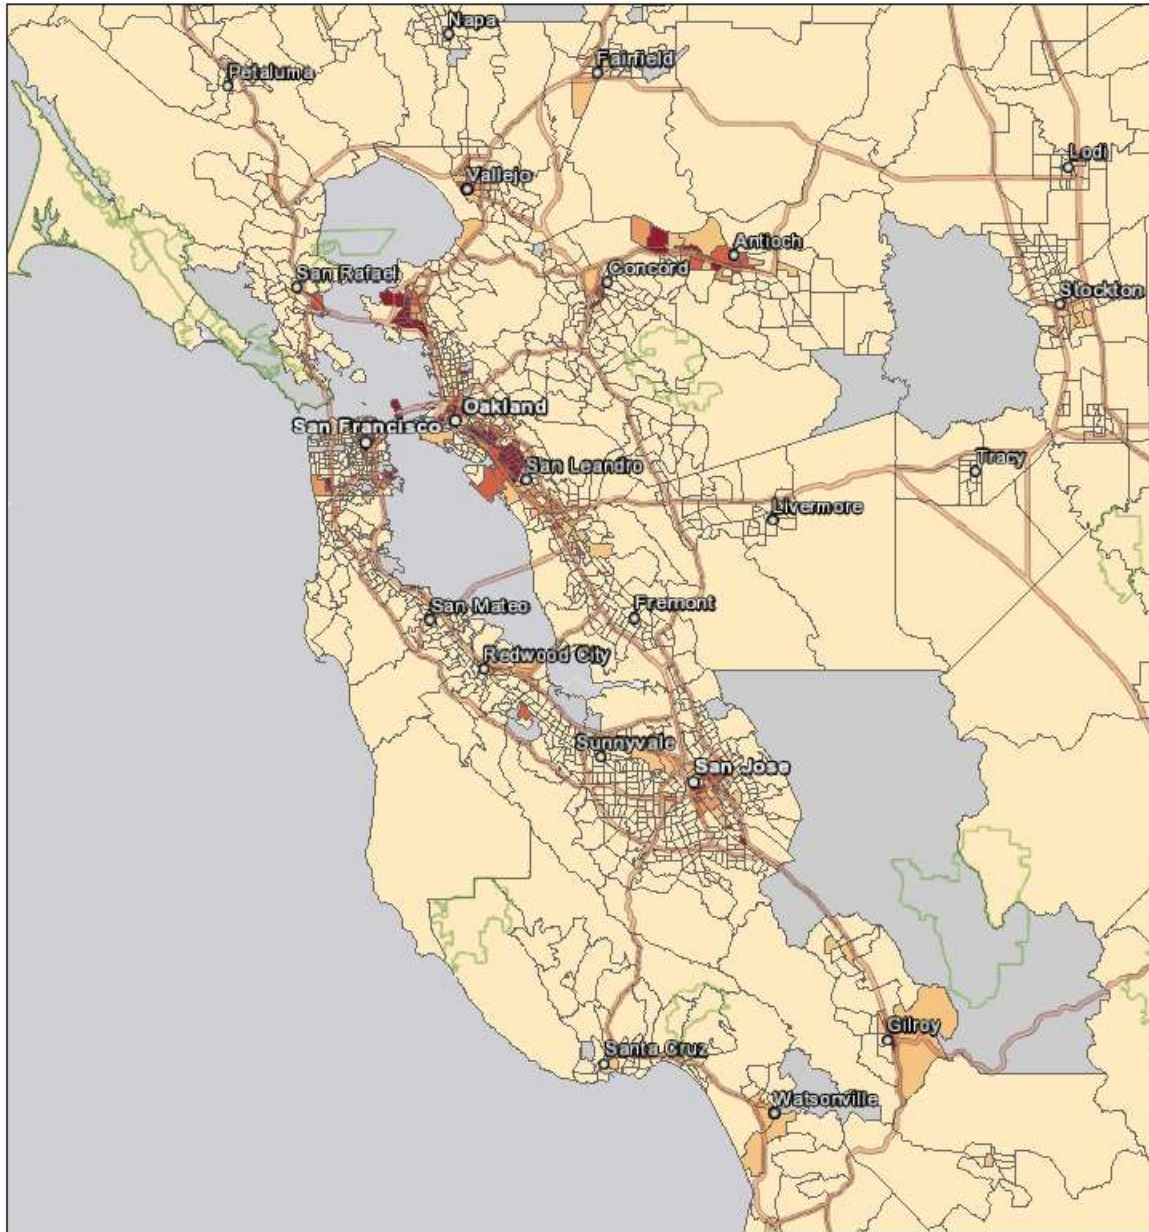 Napa
Fairfield
Petaluma
Lodi
Vallejo
Antioch
San Rafael
Concord
Stockton
Oakland
San Francisco
San Leandro
Tracy
Livermore
San Mateo
Fremont
Redwood City
Sunnyvale
San Jose
Gilroy
Santa Cruz
Watsonville